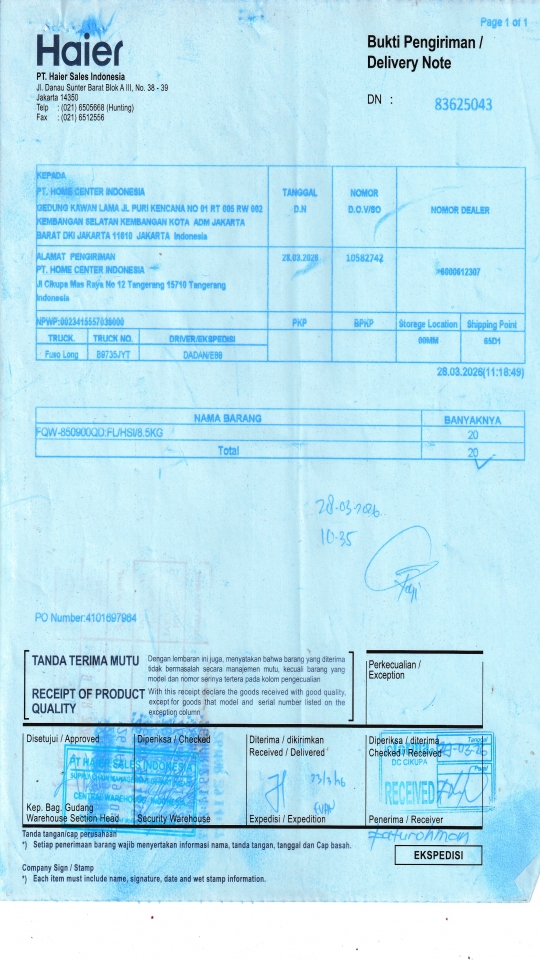 Page 1 of 1
Haier
Bukti Pengiriman /
Delivery Note
PT. Haier Sales Indonesia
Jl. Danau Sunter Barat Blok A III, No. 38 - 39
Jakarta 14350
Telp : (021) 6505668 (Hunting)
Fax : (021) 6512556
DN : 83625043
KEPADA
PT. HOME CENTER INDONESIA
GEDUNG KAWAN LAMA JL PURI KENCANA NO 01 RT 005 RW 002
KEMBANGAN SELATAN KEMBANGAN KOTA ADM JAKARTA
BARAT DKI JAKARTA 11610 JAKARTA Indonesia
TANGGAL
D.N
NOMOR
D.O.V/SO
NOMOR DEALER
ALAMAT PENGIRIMAN
PT. HOME CENTER INDONESIA
Jl Cikupa Mas Raya No 12 Tangerang 15710 Tangerang
Indonesia
28.03.2026
10582742
6000812307
NPWP:0023415557038000
PKP
BPKP
Storege Location
Shipping Point
TRUCK.
TRUCK NO.
DRIVER/EKSPEDISI
00MM
65D1
Fuso Long
B9735JYT
DADAN/E88
28.03.2026(11:18:49)
NAMA BARANG
BANYAKNYA
FQW-850900QD:FL/HSI/8.5KG
20
Total
20
28-03-2026
10.35
PO Number:4101697984
TANDA TERIMA MUTU
Dengan lembaran ini juga, menyatakan bahwa barang yang diterima
tidak bermasalah secara manajemen mutu, kecuali barang yang
model dan nomor serinya tertera pada kolom pengecualian
RECEIPT OF PRODUCT
QUALITY
With this receipt declare the goods received with good quality,
except for goods that model and serial number listed on the
exception column
Perkecualian /
Exception
Disetujui / Approved
Diperiksa / Checked
Diterima / dikirimkan
Received / Delivered
Diperiksa / diterima
Checked / Received
Tanggal
PT HAIER SALES INDONESIA
CENTRAL WAREHOUSE
DC CIKUPA
RECEIVED
Kep. Bag. Gudang
Warehouse Section Head
Security Warehouse
Expedisi / Expedition
Penerima / Receiver
Faturohman
Tanda tangan/cap perusahaan
*) Setiap penerimaan barang wajib menyertakan informasi nama, tanda tangan, tanggal dan Cap basah.
EKSPEDISI
Company Sign / Stamp
*) Each item must include name, signature, date and wet stamp information.